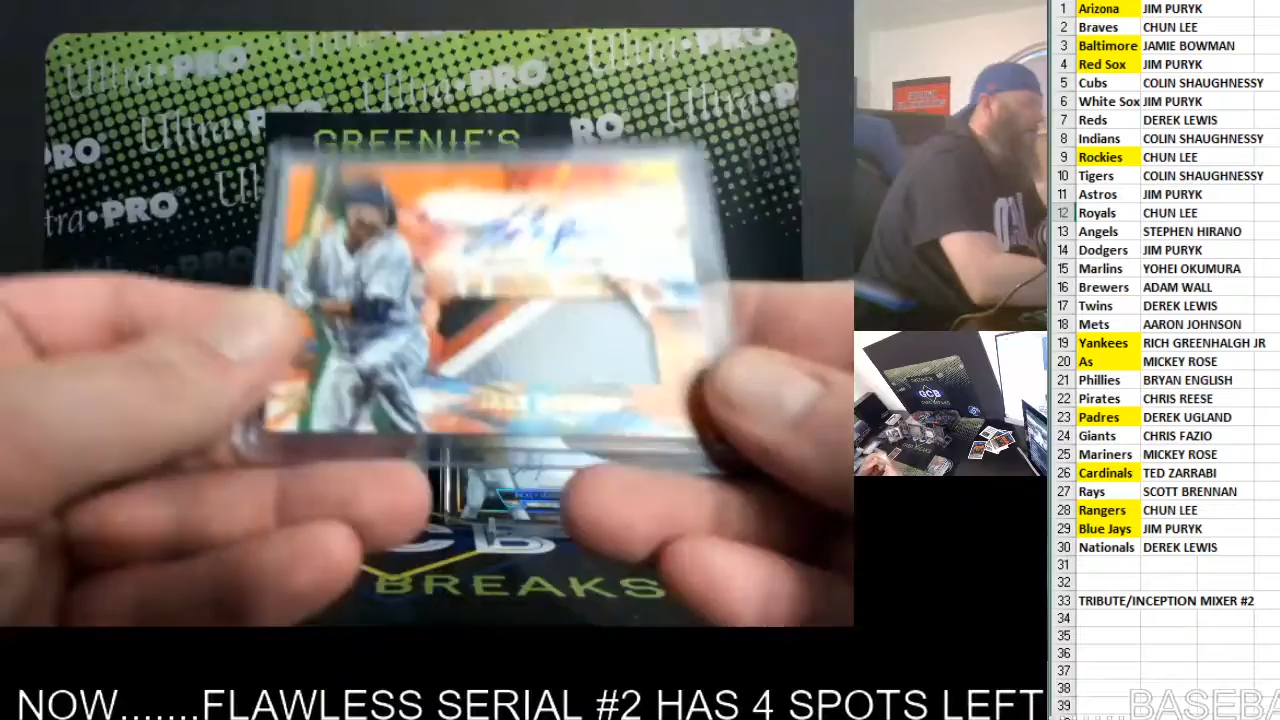 Ultra•PRO
Ultra•PRO
Ultra•PRO
tra•PRO
GREENIE'S
RO
GCB
CB
BREAKS
1 Arizona JIM PURYK
2 Braves CHUN LEE
3 Baltimore JAMIE BOWMAN
4 Red Sox JIM PURYK
5 Cubs COLIN SHAUGHNESSY
6 White Sox JIM PURYK
7 Reds DEREK LEWIS
8 Indians COLIN SHAUGHNESSY
9 Rockies CHUN LEE
10 Tigers COLIN SHAUGHNESSY
11 Astros JIM PURYK
12 Royals CHUN LEE
13 Angels STEPHEN HIRANO
14 Dodgers JIM PURYK
15 Marlins YOHEI OKUMURA
16 Brewers ADAM WALL
17 Twins DEREK LEWIS
18 Mets AARON JOHNSON
19 Yankees RICH GREENHALGH JR
20 As MICKEY ROSE
21 Phillies BRYAN ENGLISH
22 Pirates CHRIS REESE
23 Padres DEREK UGLAND
24 Giants CHRIS FAZIO
25 Mariners MICKEY ROSE
26 Cardinals TED ZARRABI
27 Rays SCOTT BRENNAN
28 Rangers CHUN LEE
29 Blue Jays JIM PURYK
30 Nationals DEREK LEWIS
31
32
33 TRIBUTE/INCEPTION MIXER #2
34
35
36
37
38
39
NOW.......FLAWLESS SERIAL #2 HAS 4 SPOTS LEFT
BASEBA